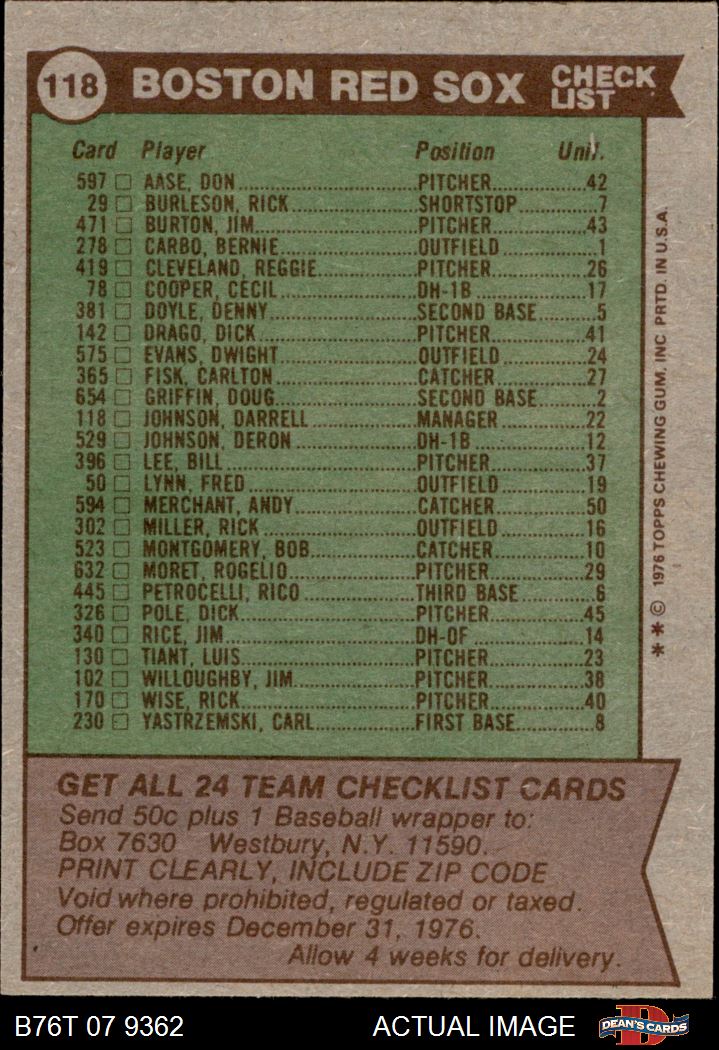 118 BOSTON RED SOX CHECK LIST
Card Player Position Unif.
597 □ AASE, DON PITCHER 42
29 □ BURLESON, RICK SHORTSTOP 7
471 □ BURTON, JIM PITCHER 43
278 □ CARBO, BERNIE OUTFIELD 1
419 □ CLEVELAND, REGGIE PITCHER 26
78 □ COOPER, CECIL DH-1B 17
381 □ DOYLE, DENNY SECOND BASE 5
142 □ DRAGO, DICK PITCHER 41
575 □ EVANS, DWIGHT OUTFIELD 24
365 □ FISK, CARLTON CATCHER 27
654 □ GRIFFIN, DOUG SECOND BASE 2
118 □ JOHNSON, DARRELL MANAGER 22
529 □ JOHNSON, DERON DH-1B 12
396 □ LEE, BILL PITCHER 37
50 □ LYNN, FRED OUTFIELD 19
594 □ MERCHANT, ANDY CATCHER 50
302 □ MILLER, RICK OUTFIELD 16
523 □ MONTGOMERY, BOB CATCHER 10
632 □ MORET, ROGELIO PITCHER 29
445 □ PETROCELLI, RICO THIRD BASE 6
326 □ POLE, DICK PITCHER 45
340 □ RICE, JIM DH-OF 14
130 □ TIANT, LUIS PITCHER 23
102 □ WILLOUGHBY, JIM PITCHER 38
170 □ WISE, RICK PITCHER 40
230 □ YASTRZEMSKI, CARL FIRST BASE 8
**© 1976 TOPPS CHEWING GUM, INC PRTD. IN U.S.A.
GET ALL 24 TEAM CHECKLIST CARDS
Send 50c plus 1 Baseball wrapper to:
Box 7630 Westbury, N.Y. 11590.
PRINT CLEARLY, INCLUDE ZIP CODE
Void where prohibited, regulated or taxed.
Offer expires December 31, 1976.
Allow 4 weeks for delivery.
B76T 07 9362 ACTUAL IMAGE DEAN'S CARDS